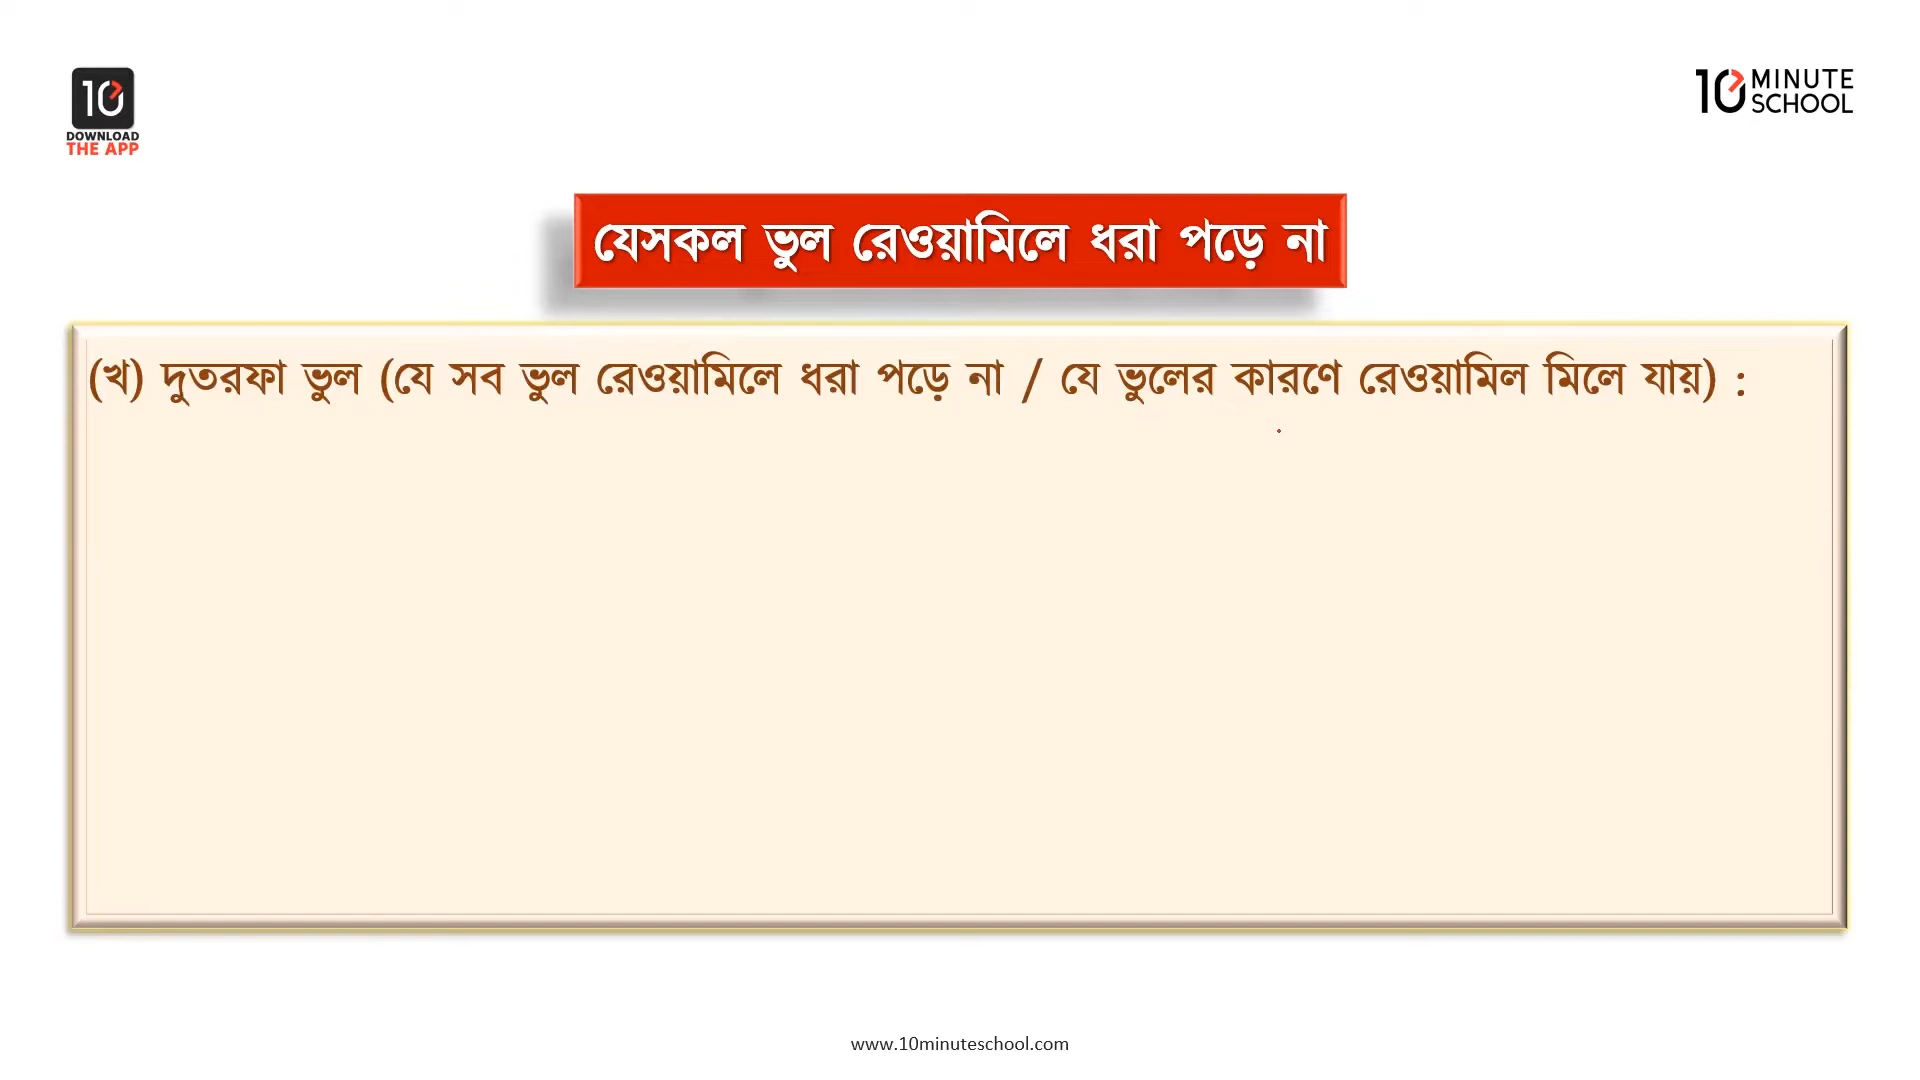 10
DOWNLOAD
THE APP
10 MINUTE
SCHOOL
যেসকল ভুল রেওয়ামিলে ধরা পড়ে না
(খ) দুতরফা ভুল (যে সব ভুল রেওয়ামিলে ধরা পড়ে না / যে ভুলের কারণে রেওয়ামিল মিলে যায়) :
www.10minuteschool.com